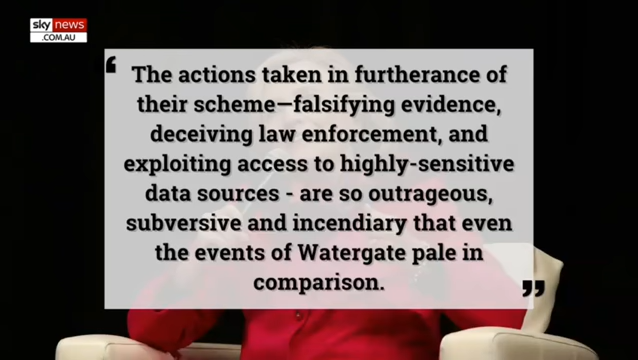 sky news
.COM.AU
‘
The actions taken in furtherance of
their scheme—falsifying evidence,
deceiving law enforcement, and
exploiting access to highly-sensitive
data sources - are so outrageous,
subversive and incendiary that even
the events of Watergate pale in
comparison.
”